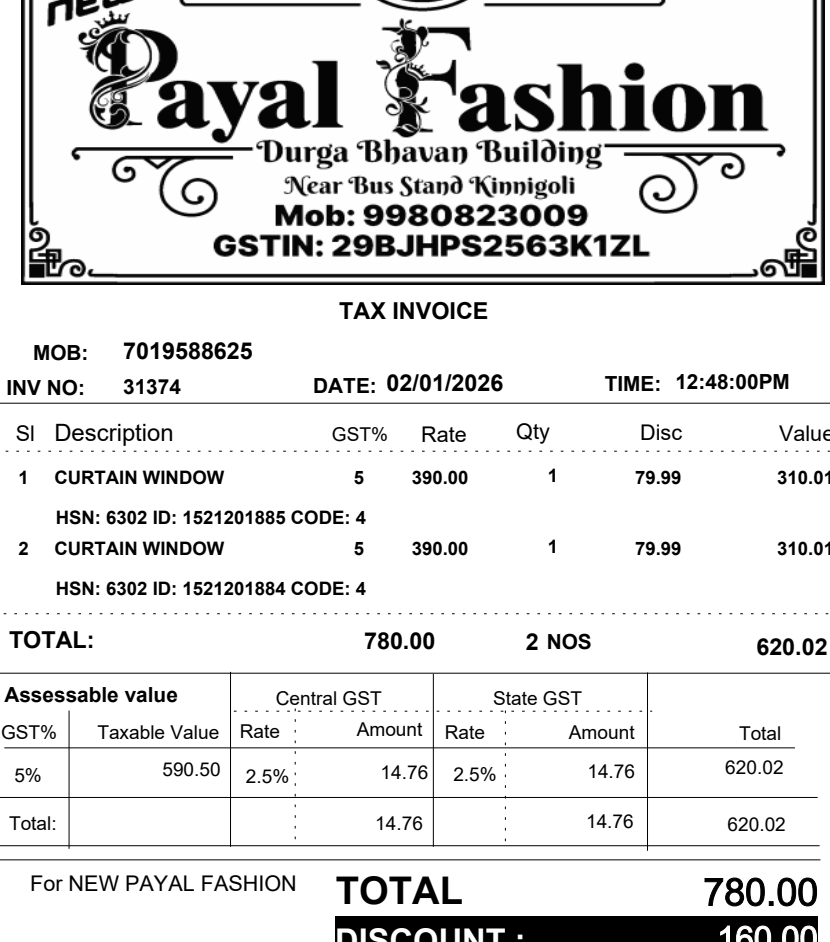 new
Payal Fashion
Durga Bhavan Building
Near Bus Stand Kinnigoli
Mob: 9980823009
GSTIN: 29BJHPS2563K1ZL
TAX INVOICE
MOB: 7019588625
INV NO: 31374 DATE: 02/01/2026 TIME: 12:48:00PM
Sl Description GST% Rate Qty Disc Value
1 CURTAIN WINDOW 5 390.00 1 79.99 310.01
HSN: 6302 ID: 1521201885 CODE: 4
2 CURTAIN WINDOW 5 390.00 1 79.99 310.01
HSN: 6302 ID: 1521201884 CODE: 4
TOTAL: 780.00 2 NOS 620.02
Assessable value Central GST State GST
GST% Taxable Value Rate Amount Rate Amount Total
5% 590.50 2.5% 14.76 2.5% 14.76 620.02
Total: 14.76 14.76 620.02
For NEW PAYAL FASHION TOTAL 780.00
DISCOUNT : 160.00